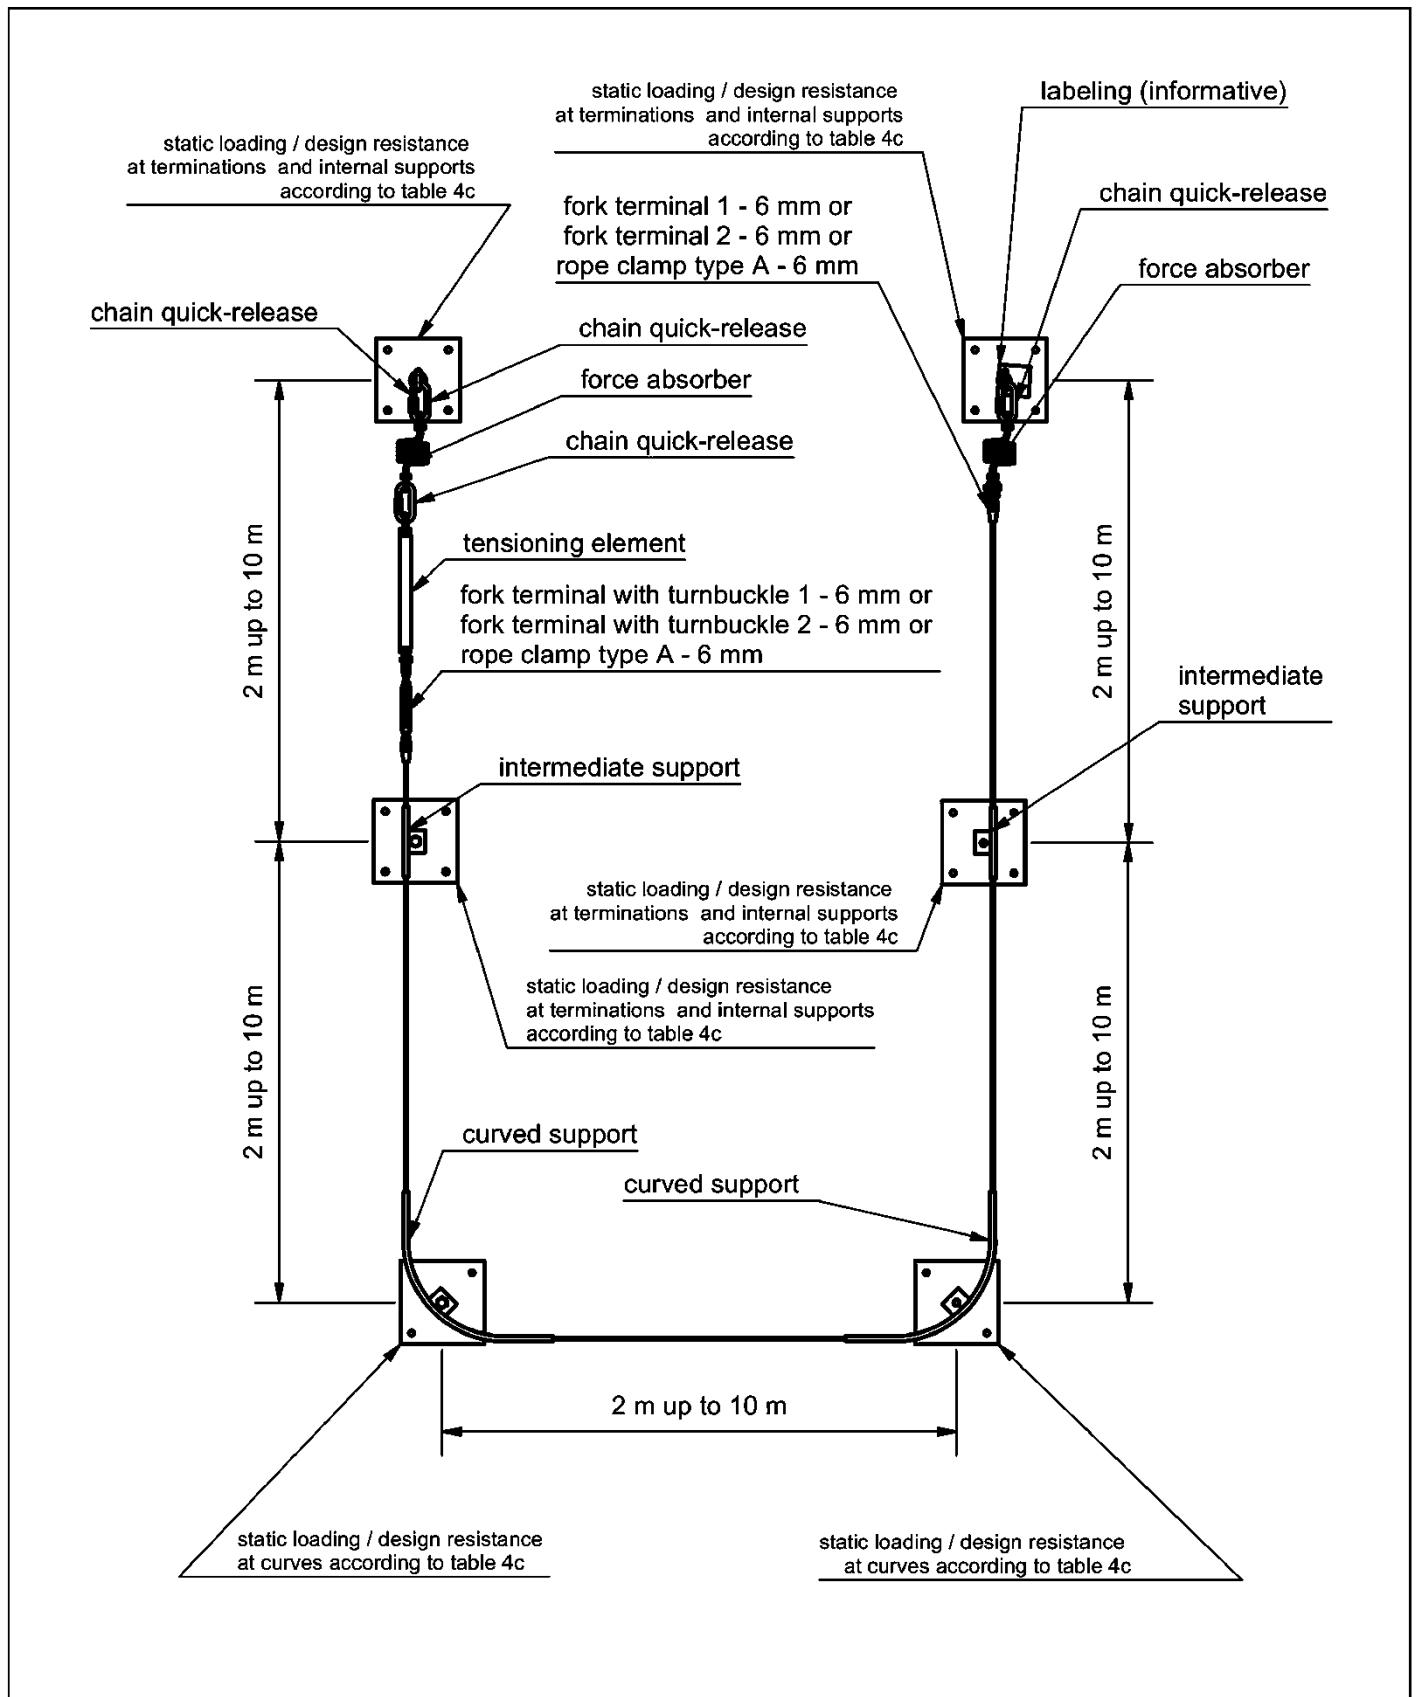 static loading / design resistance
at terminations and internal supports
according to table 4c
labeling (informative)
static loading / design resistance
at terminations and internal supports
according to table 4c
chain quick-release
fork terminal 1 - 6 mm or
fork terminal 2 - 6 mm or
rope clamp type A - 6 mm
force absorber
chain quick-release
chain quick-release
force absorber
chain quick-release
2 m up to 10 m
2 m up to 10 m
tensioning element
fork terminal with turnbuckle 1 - 6 mm or
fork terminal with turnbuckle 2 - 6 mm or
rope clamp type A - 6 mm
intermediate
support
intermediate support
static loading / design resistance
at terminations and internal supports
according to table 4c
static loading / design resistance
at terminations and internal supports
according to table 4c
2 m up to 10 m
2 m up to 10 m
curved support
curved support
2 m up to 10 m
static loading / design resistance
at curves according to table 4c
static loading / design resistance
at curves according to table 4c